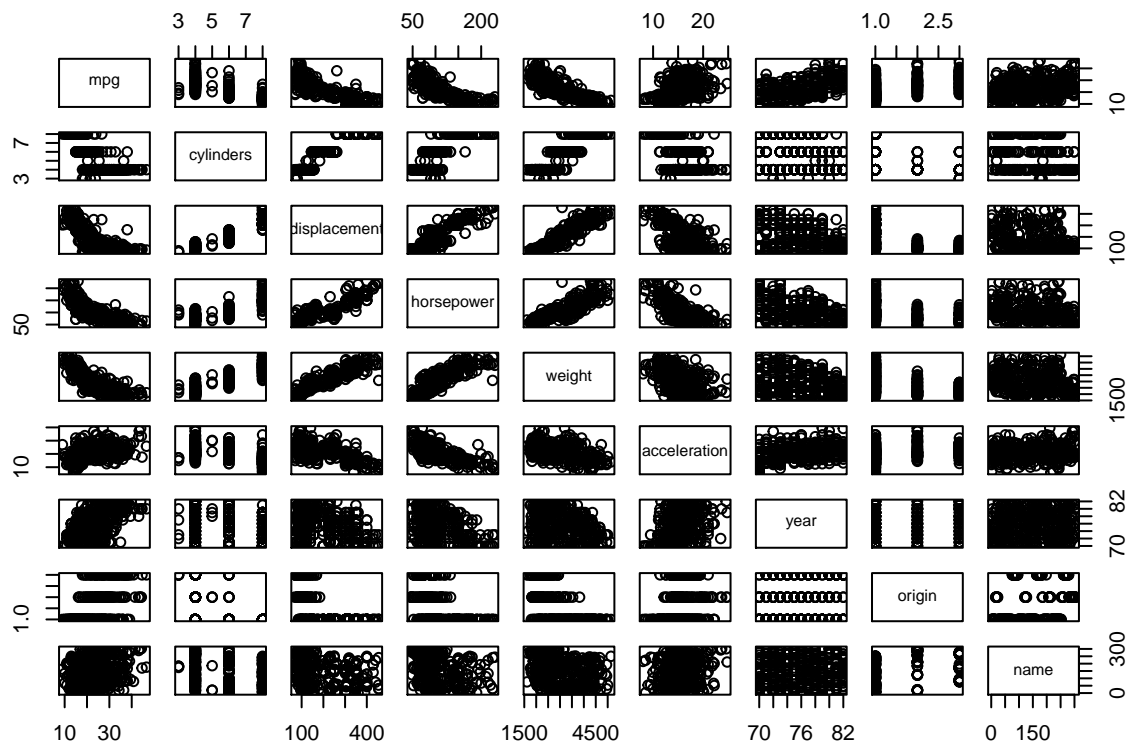 3 5 7 50 200 10 20 1.0 2.5
mpg 10
3 7 cylinders
displacement 100
50 horsepower
weight 1500
10 acceleration
year 70 82
1.0 origin
name 0 300
10 30 100 400 1500 4500 70 76 82 0 150